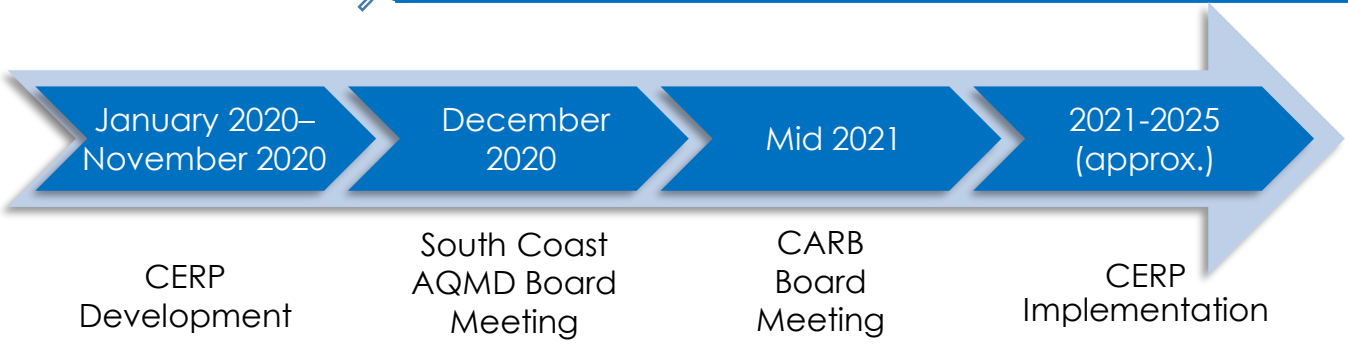 January 2020–
November 2020
December
2020
Mid 2021
2021-2025
(approx.)
CERP
Development
South Coast
AQMD Board
Meeting
CARB
Board
Meeting
CERP
Implementation